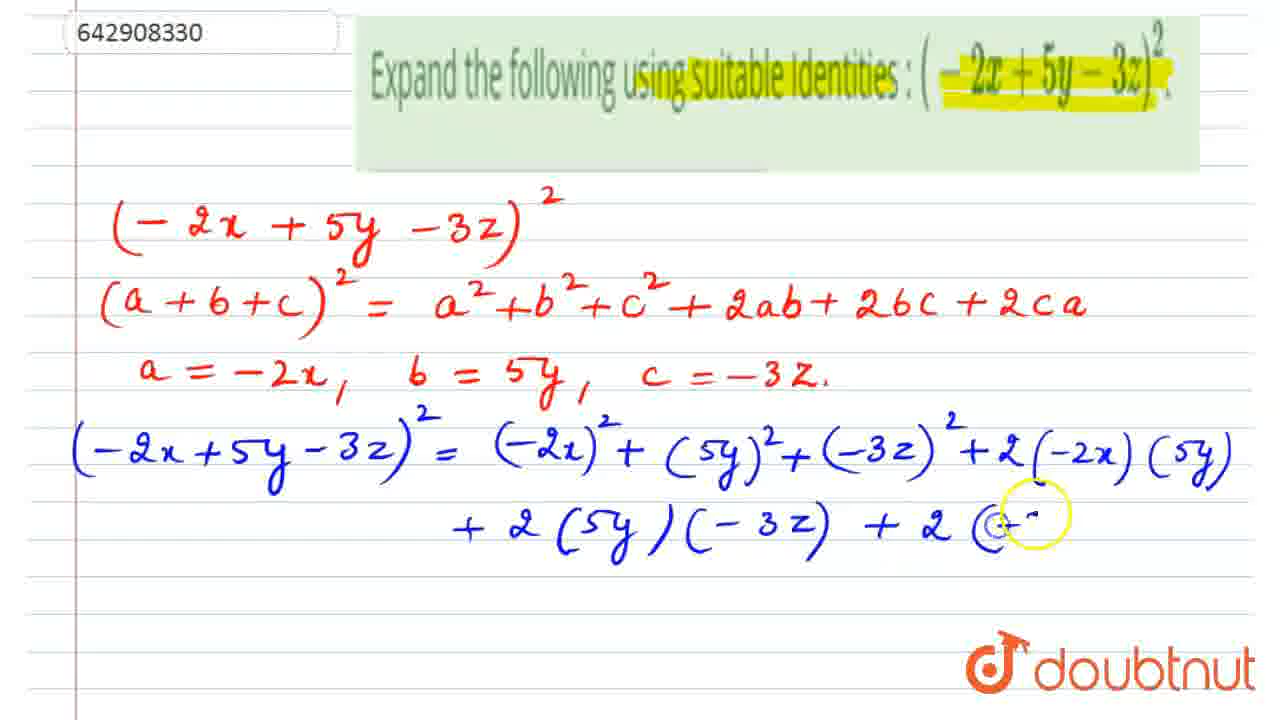 642908330
Expand the following using suitable Identities : (−2x + 5y − 3z)².
(-2x + 5y - 3z)²
(a + b + c)² = a² + b² + c² + 2ab + 2bc + 2ca
a = -2x, b = 5y, c = -3z.
(-2x + 5y - 3z)² = (-2x)² + (5y)² + (-3z)² + 2(-2x)(5y)
+ 2(5y)(-3z) + 2(
doubtnut